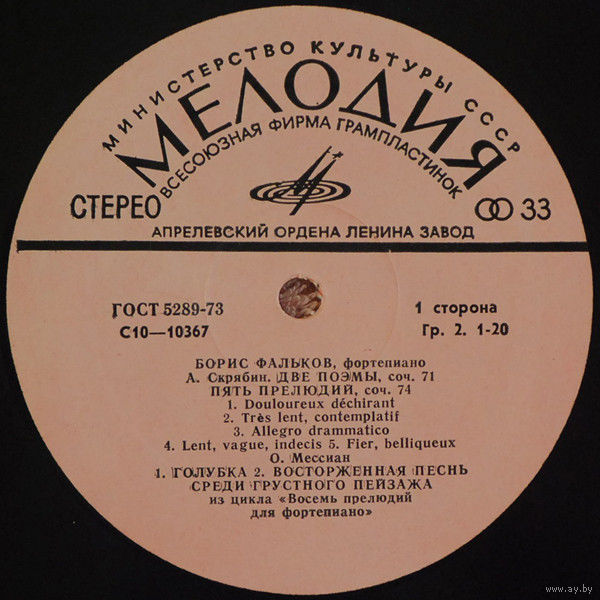 МИНИСТЕРСТВО КУЛЬТУРЫ СССР
МЕЛОДИЯ
ВСЕСОЮЗНАЯ ФИРМА ГРАМПЛАСТИНОК
СТЕРЕО
33
АПРЕЛЕВСКИЙ ОРДЕНА ЛЕНИНА ЗАВОД
ГОСТ 5289-73
1 сторона
С10—10367
Гр. 2. 1-20
БОРИС ФАЛЬКОВ, фортепиано
А. Скрябин. ДВЕ ПОЭМЫ, соч. 71
ПЯТЬ ПРЕЛЮДИЙ, соч. 74
1. Douloureux déchirant
2. Très lent, contemplatif
3. Allegro drammatico
4. Lent, vague, indecis 5. Fier, belliqueux
О. Мессиан
1. ГОЛУБКА 2. ВОСТОРЖЕННАЯ ПЕСНЬ
СРЕДИ ГРУСТНОГО ПЕЙЗАЖА
из цикла «Восемь прелюдий
для фортепиано»
www.ay.by